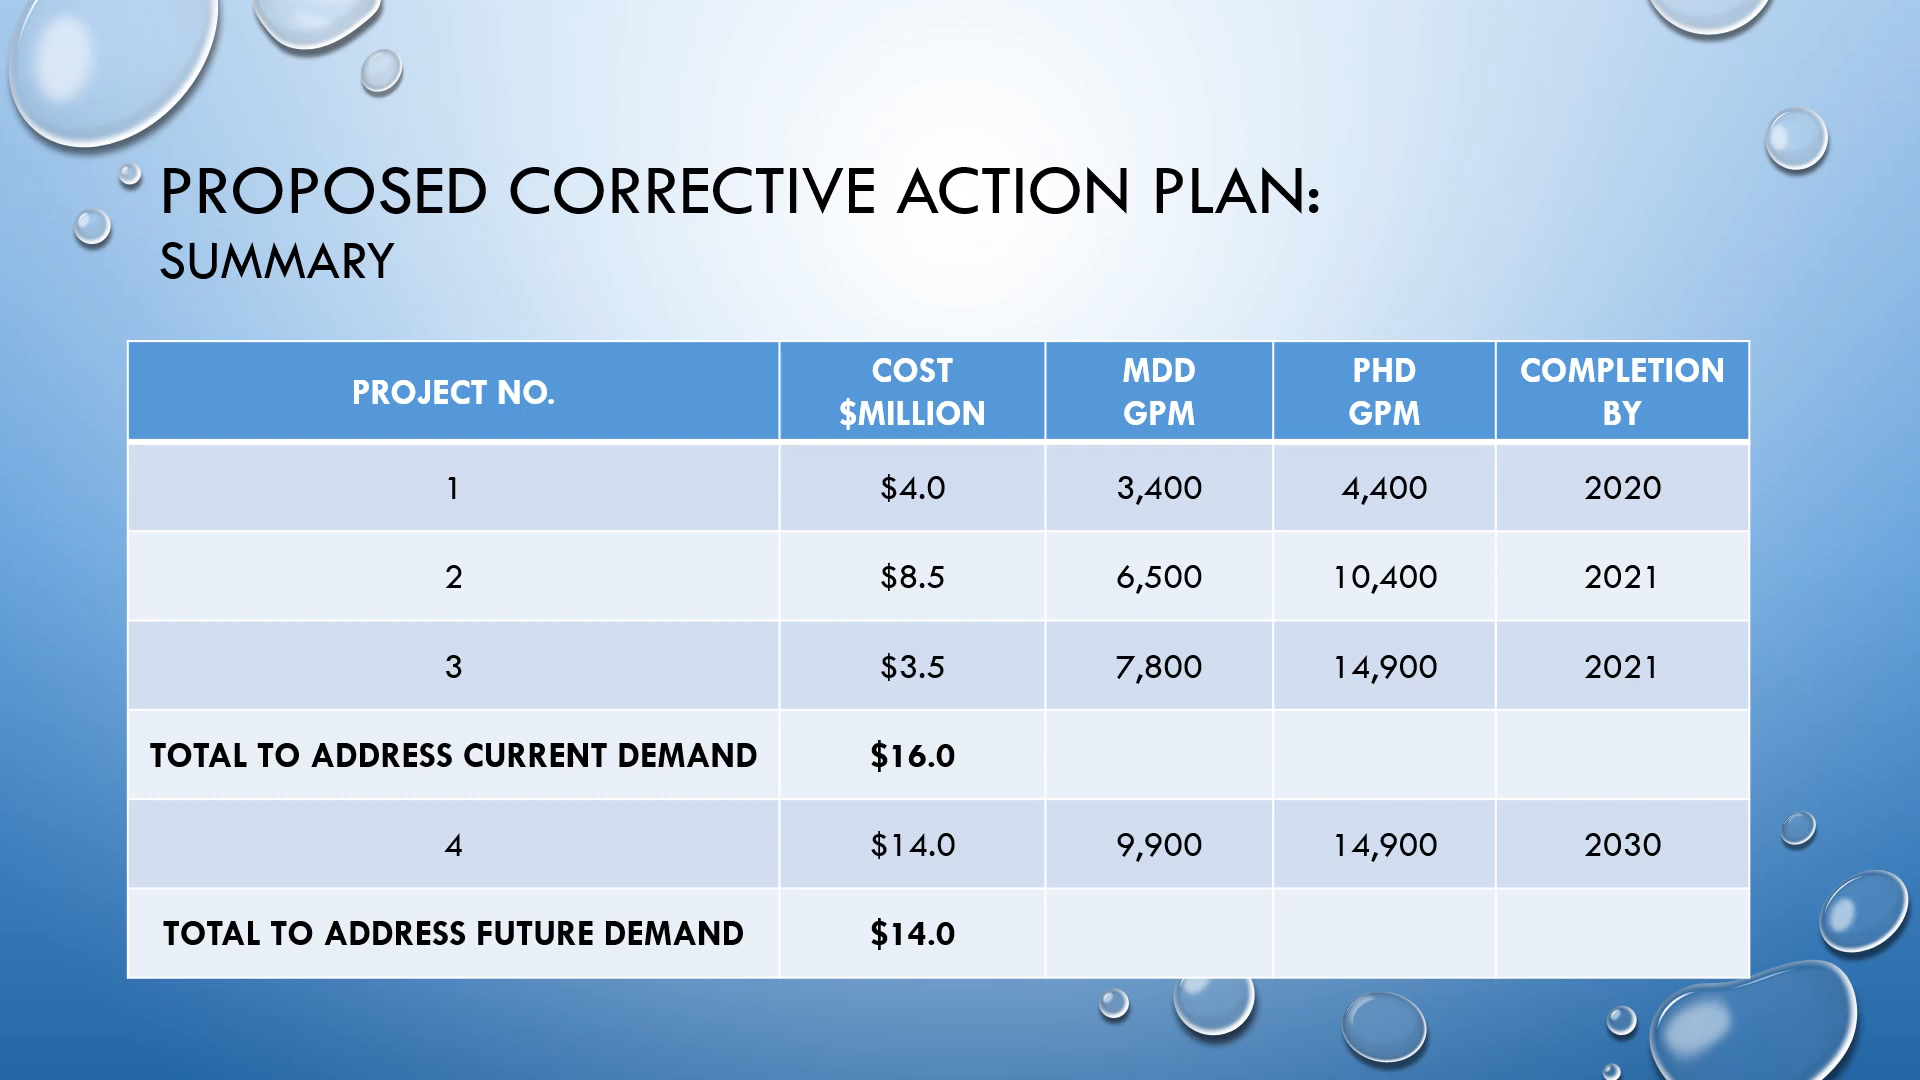 PROPOSED CORRECTIVE ACTION PLAN:
SUMMARY
PROJECT NO. COST $MILLION MDD GPM PHD GPM COMPLETION BY
1 $4.0 3,400 4,400 2020
2 $8.5 6,500 10,400 2021
3 $3.5 7,800 14,900 2021
TOTAL TO ADDRESS CURRENT DEMAND $16.0
4 $14.0 9,900 14,900 2030
TOTAL TO ADDRESS FUTURE DEMAND $14.0